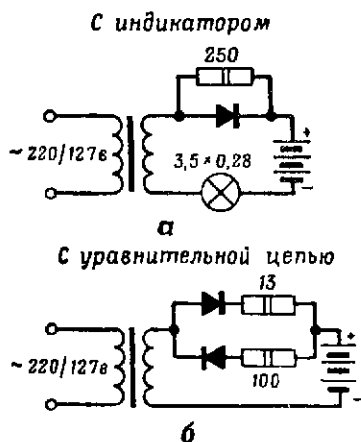 С индикатором
250
~ 220/127в
3,5 × 0,28
+
−
а
С уравнительной цепью
13
~ 220/127в
100
+
−
б